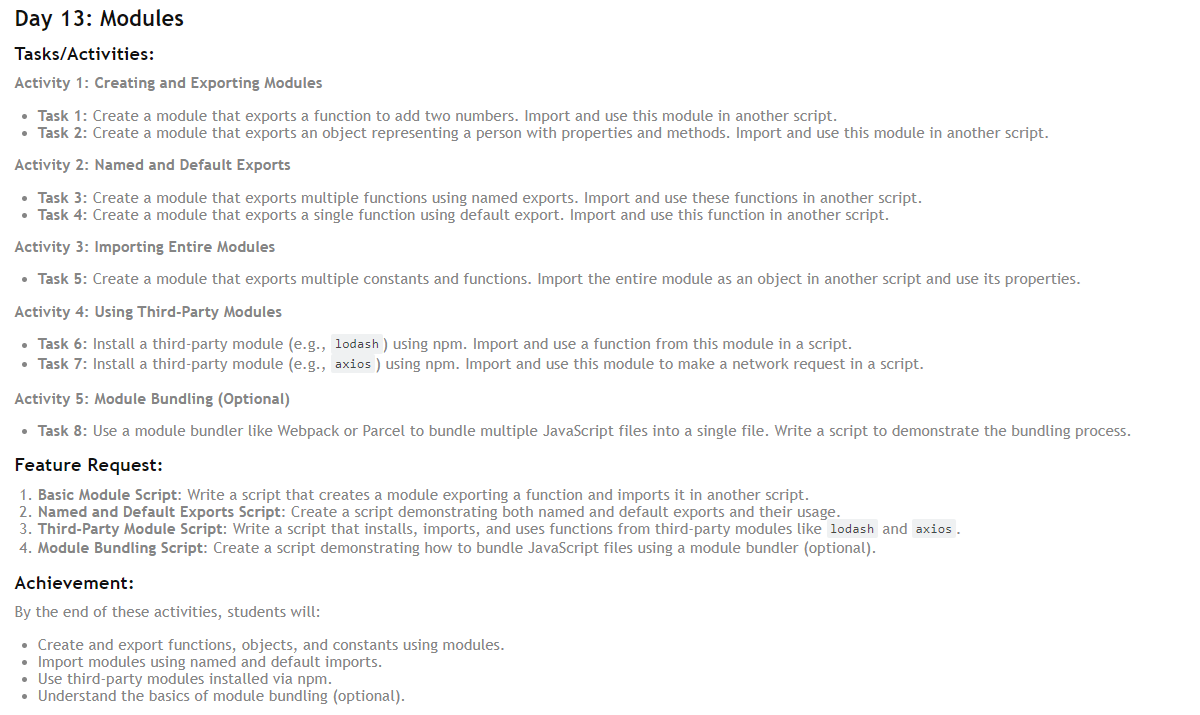 Day 13: Modules
Tasks/Activities:
Activity 1: Creating and Exporting Modules
• Task 1: Create a module that exports a function to add two numbers. Import and use this module in another script.
• Task 2: Create a module that exports an object representing a person with properties and methods. Import and use this module in another script.
Activity 2: Named and Default Exports
• Task 3: Create a module that exports multiple functions using named exports. Import and use these functions in another script.
• Task 4: Create a module that exports a single function using default export. Import and use this function in another script.
Activity 3: Importing Entire Modules
• Task 5: Create a module that exports multiple constants and functions. Import the entire module as an object in another script and use its properties.
Activity 4: Using Third-Party Modules
• Task 6: Install a third-party module (e.g., lodash) using npm. Import and use a function from this module in a script.
• Task 7: Install a third-party module (e.g., axios) using npm. Import and use this module to make a network request in a script.
Activity 5: Module Bundling (Optional)
• Task 8: Use a module bundler like Webpack or Parcel to bundle multiple JavaScript files into a single file. Write a script to demonstrate the bundling process.
Feature Request:
1. Basic Module Script: Write a script that creates a module exporting a function and imports it in another script.
2. Named and Default Exports Script: Create a script demonstrating both named and default exports and their usage.
3. Third-Party Module Script: Write a script that installs, imports, and uses functions from third-party modules like lodash and axios.
4. Module Bundling Script: Create a script demonstrating how to bundle JavaScript files using a module bundler (optional).
Achievement:
By the end of these activities, students will:
• Create and export functions, objects, and constants using modules.
• Import modules using named and default imports.
• Use third-party modules installed via npm.
• Understand the basics of module bundling (optional).